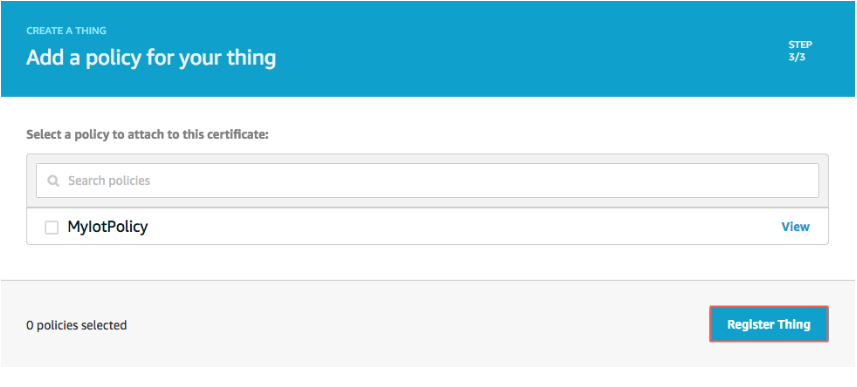 CREATE A THING
Add a policy for your thing
STEP
3/3
Select a policy to attach to this certificate:
Search policies
MyIotPolicy View
0 policies selected Register Thing